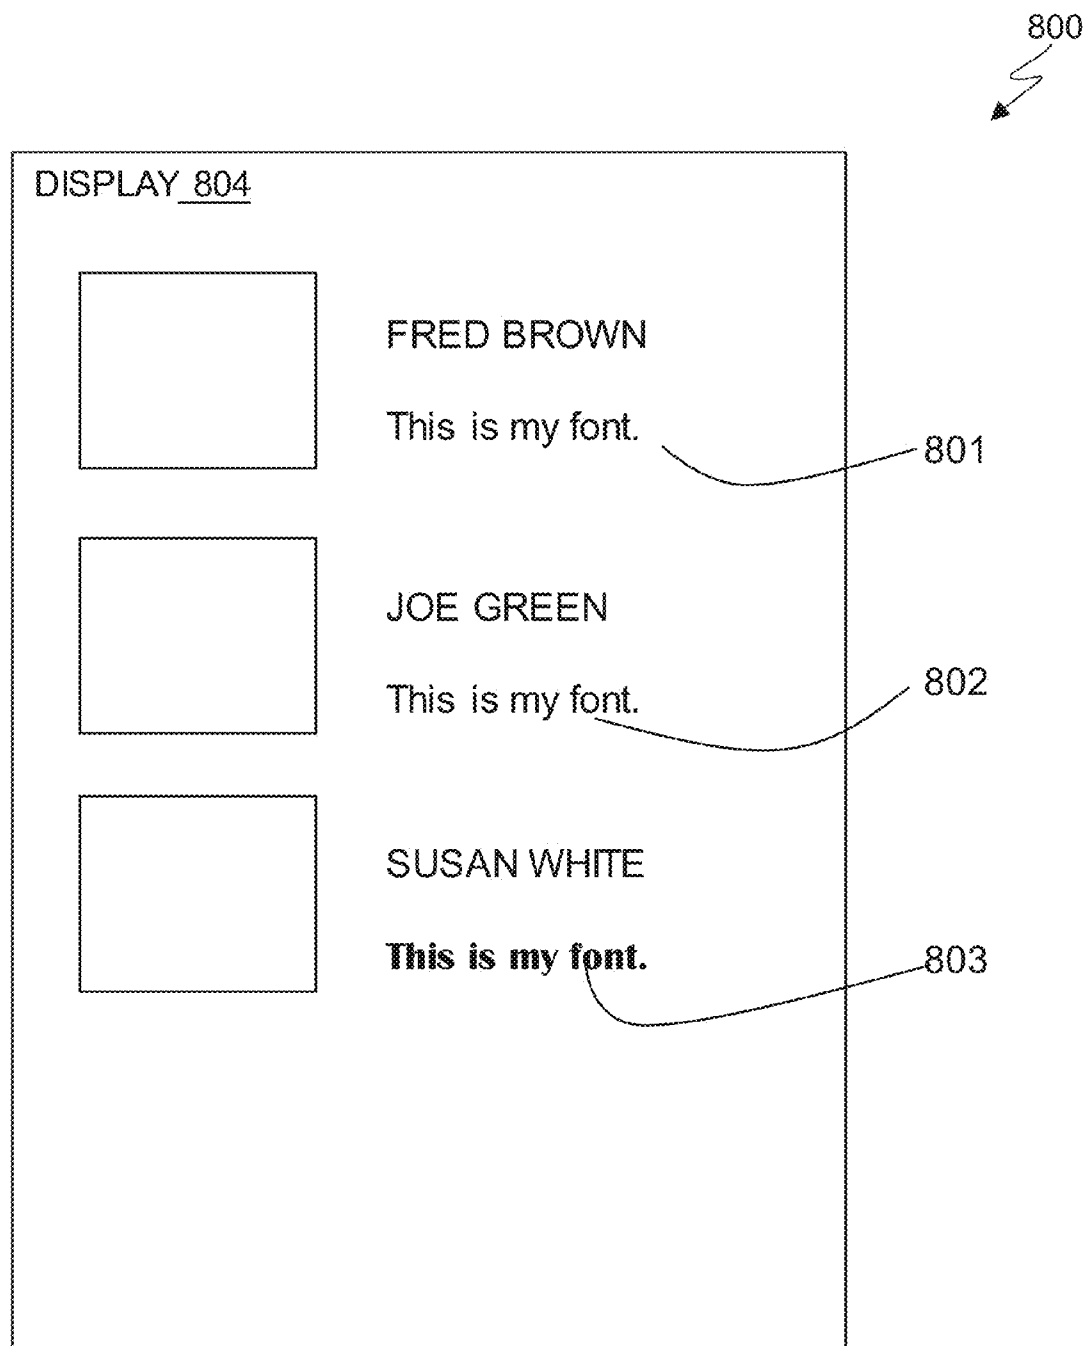 800
DISPLAY 804
FRED BROWN
This is my font.
801
JOE GREEN
This is my font.
802
SUSAN WHITE
This is my font.
803